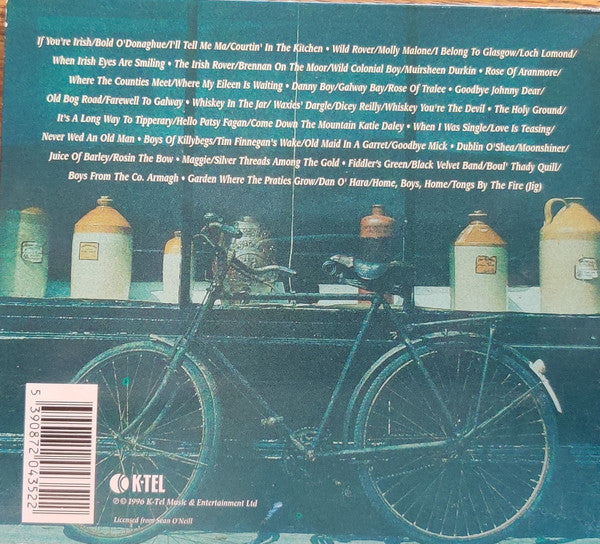 If You're Irish/Bold O'Donaghue/I'll Tell Me Ma/Courtin' In The Kitchen • Wild Rover/Molly Malone/I Belong To Glasgow/Loch Lomond/
When Irish Eyes Are Smiling • The Irish Rover/Brennan On The Moor/Wild Colonial Boy/Muirsheen Durkin • Rose Of Aranmore/
Where The Counties Meet/Where My Eileen Is Waiting • Danny Boy/Galway Bay/Rose Of Tralee • Goodbye Johnny Dear/
Old Bog Road/Farewell To Galway • Whiskey In The Jar/ Waxies' Dargle/Dicey Reilly/Whiskey You're The Devil • The Holy Ground/
It's A Long Way To Tipperary/Hello Patsy Fagan/Come Down The Mountain Katie Daley • When I Was Single/Love Is Teasing/
Never Wed An Old Man • Boys Of Killybegs/Tim Finnegan's Wake/Old Maid In A Garret/Goodbye Mick • Dublin O'Shea/Moonshiner/
Juice Of Barley/Rosin The Bow • Maggie/Silver Threads Among The Gold • Fiddler's Green/Black Velvet Band/Boul' Thady Quill/
Boys From The Co. Armagh • Garden Where The Praties Grow/Dan O' Hara/Home, Boys, Home/Tongs By The Fire (Jig)
5 390872 043522
K-TEL
℗ © 1996 K-Tel Music & Entertainment Ltd
Licensed from Sean O'Neill